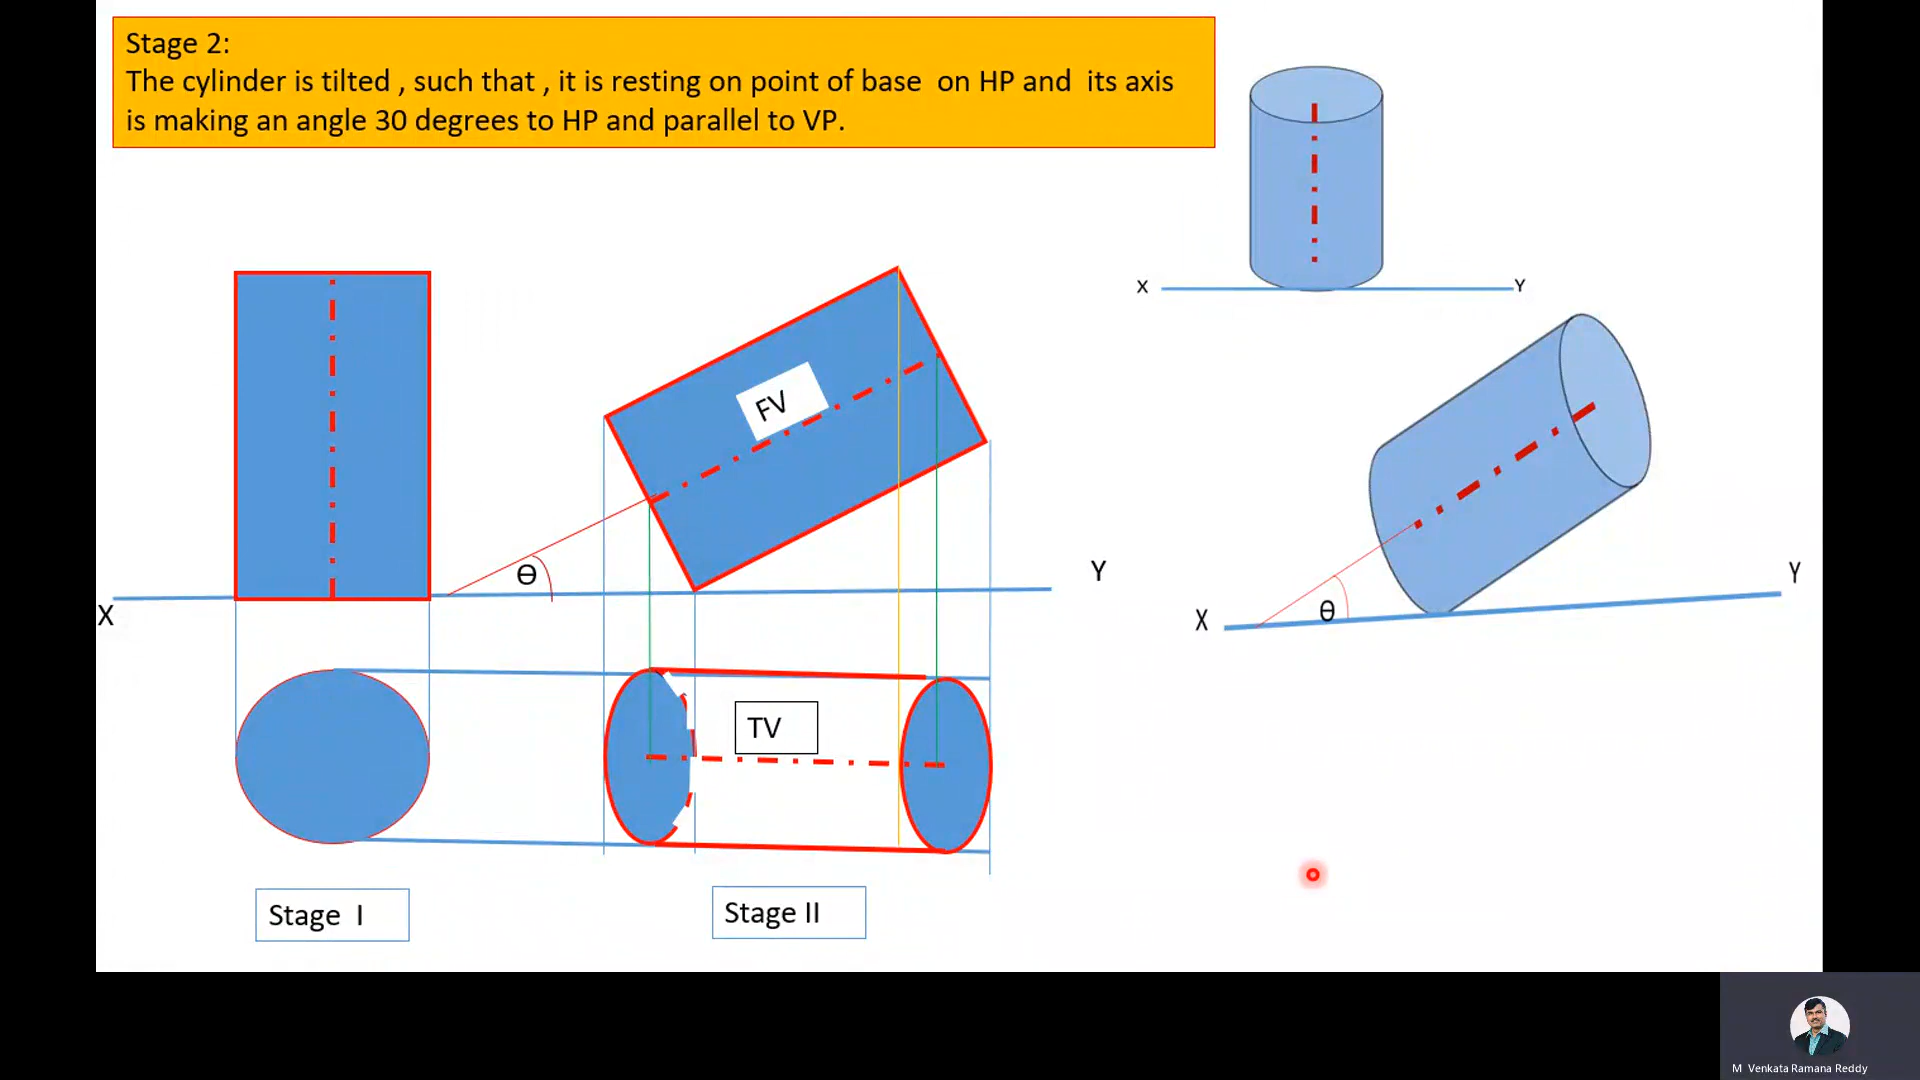 Stage 2:
The cylinder is tilted , such that , it is resting on point of base on HP and its axis
is making an angle 30 degrees to HP and parallel to VP.
X
Y
FV
θ
Y
X
θ
Y
X
TV
Stage I
Stage II
M Venkata Ramana Reddy